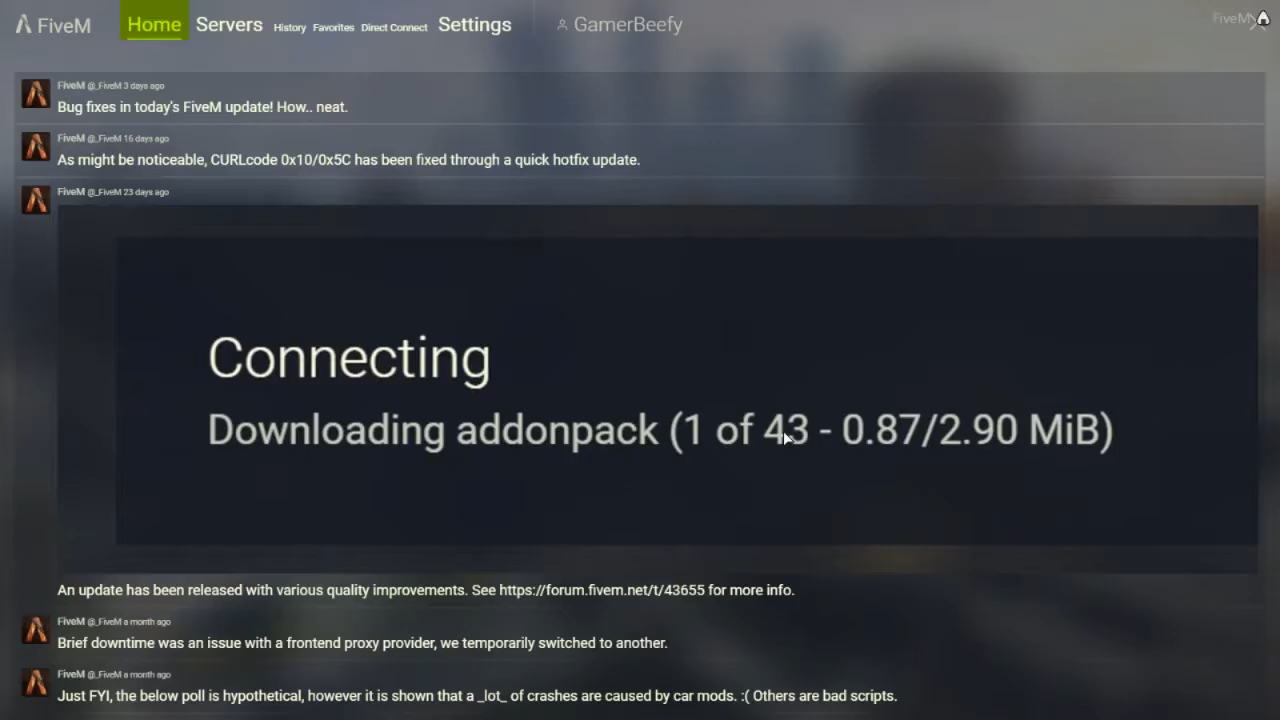 FiveM Home Servers History Favorites Direct Connect Settings GamerBeefy FiveM
FiveM @_FiveM 3 days ago
Bug fixes in today's FiveM update! How.. neat.
FiveM @_FiveM 16 days ago
As might be noticeable, CURLcode 0x10/0x5C has been fixed through a quick hotfix update.
FiveM @_FiveM 23 days ago
Connecting
Downloading addonpack (1 of 43 - 0.87/2.90 MiB)
An update has been released with various quality improvements. See https://forum.fivem.net/t/43655 for more info.
FiveM @_FiveM a month ago
Brief downtime was an issue with a frontend proxy provider, we temporarily switched to another.
FiveM @_FiveM a month ago
Just FYI, the below poll is hypothetical, however it is shown that a _lot_ of crashes are caused by car mods. :( Others are bad scripts.